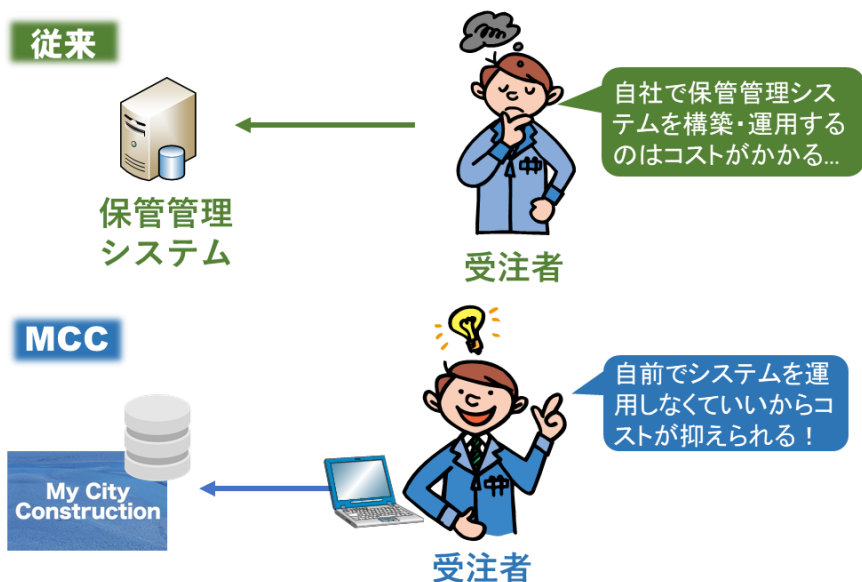 従来
自社で保管管理シス
テムを構築・運用する
のはコストがかかる...
保管管理
システム
受注者
MCC
自前でシステムを運
用しなくていいからコ
ストが抑えられる！
My City
Construction
受注者